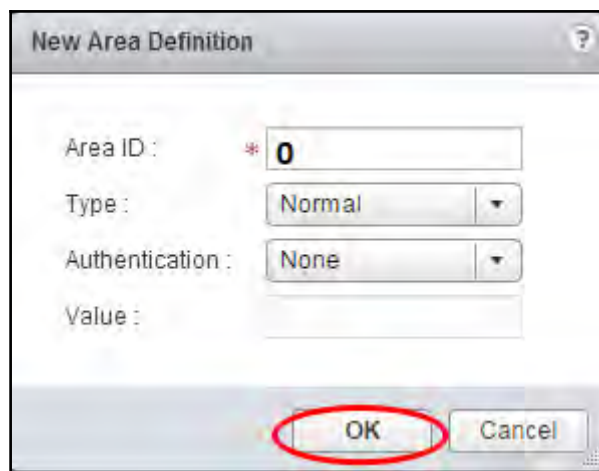 New Area Definition ?
Area ID : * 0
Type : Normal
Authentication : None
Value :
OK Cancel